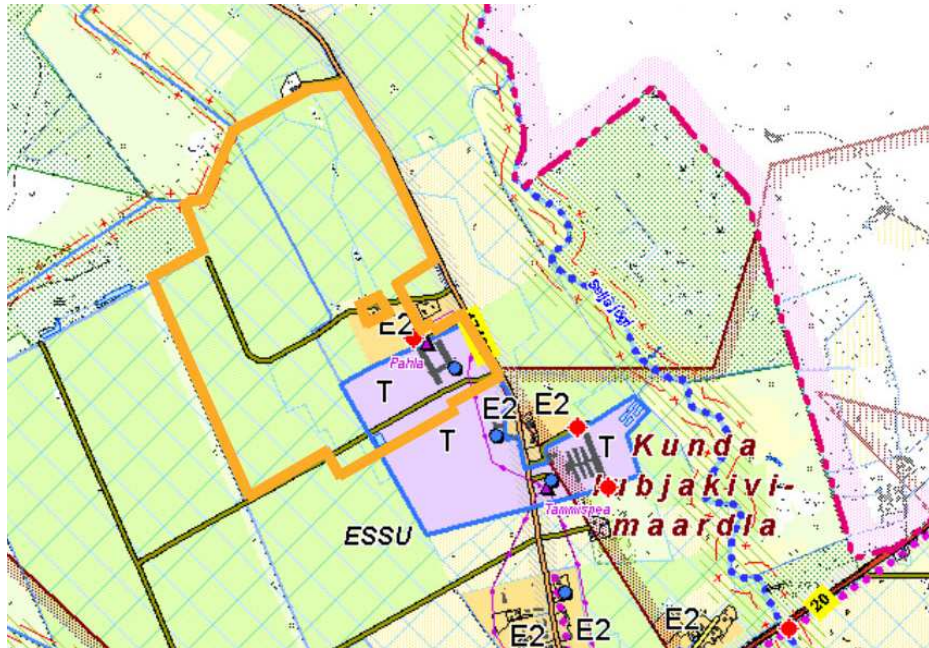 Selja jõgi
E2
Pahla
T
E2
E2
T
T
Kunda
lubjakivi-
maardla
Tammispea
ESSU
20
E2
E2
E2